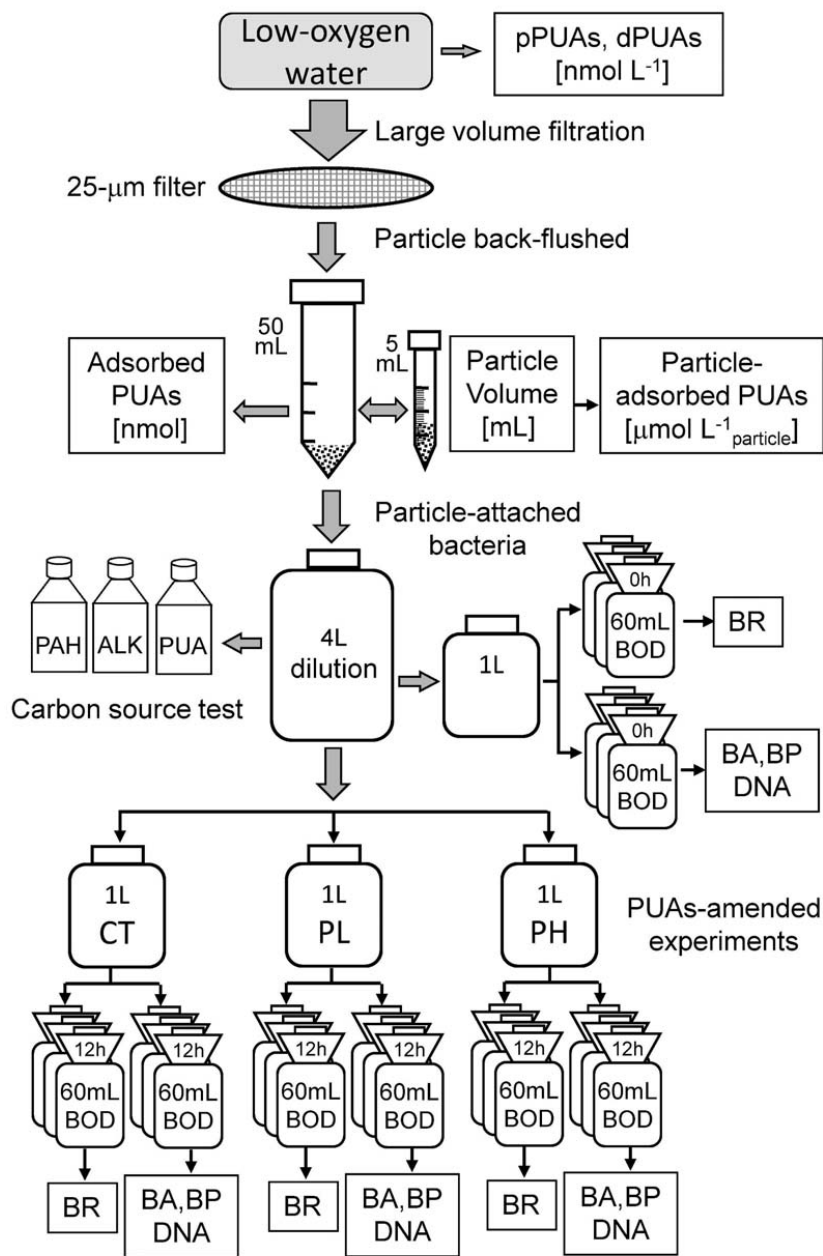 Low-oxygen
water
pPUAs, dPUAs
[nmol L⁻¹]
Large volume filtration
25-μm filter
Particle back-flushed
50
mL
5
mL
Adsorbed
PUAs
[nmol]
Particle
Volume
[mL]
Particle-
adsorbed PUAs
[μmol L⁻¹particle]
Particle-attached
bacteria
PAH
ALK
PUA
Carbon source test
4L
dilution
1L
0h
60mL
BOD
BR
0h
60mL
BOD
BA,BP
DNA
1L
CT
1L
PL
1L
PH
PUAs-amended
experiments
12h
60mL
BOD
12h
60mL
BOD
12h
60mL
BOD
12h
60mL
BOD
12h
60mL
BOD
12h
60mL
BOD
BR
BA,BP
DNA
BR
BA,BP
DNA
BR
BA,BP
DNA